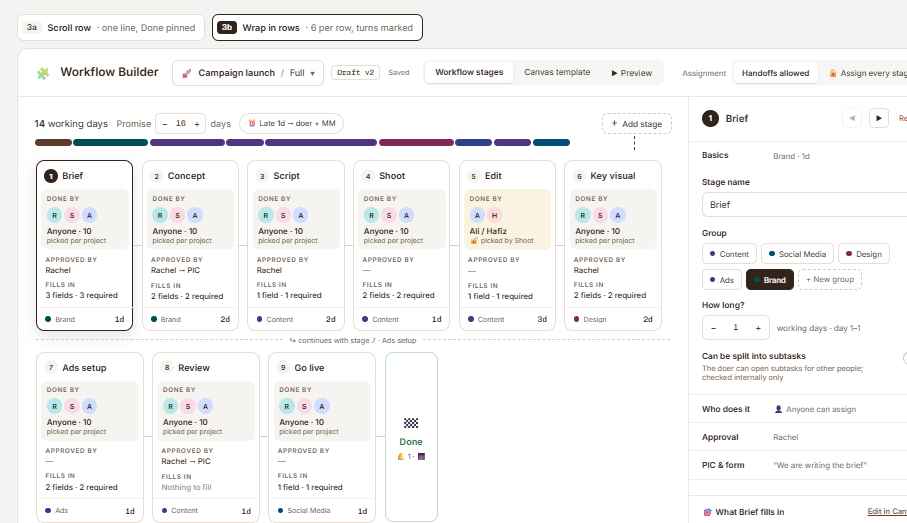 3a Scroll row · one line, Done pinned
3b Wrap in rows · 6 per row, turns marked
Workflow Builder
Campaign launch / Full ▾
Draft v2
Saved
Workflow stages
Canvas template
▶ Preview
Assignment
Handoffs allowed
Assign every stag
14 working days
Promise − 16 + days
Late 1d → doer + MM
+ Add stage
1 Brief
DONE BY
R S A
Anyone · 10
picked per project
APPROVED BY
Rachel
FILLS IN
3 fields · 3 required
Brand 1d
2 Concept
DONE BY
R S A
Anyone · 10
picked per project
APPROVED BY
Rachel → PIC
FILLS IN
2 fields · 2 required
Brand 2d
3 Script
DONE BY
R S A
Anyone · 10
picked per project
APPROVED BY
Rachel
FILLS IN
1 field · 1 required
Content 2d
4 Shoot
DONE BY
R S A
Anyone · 10
picked per project
APPROVED BY
—
FILLS IN
2 fields · 2 required
Content 1d
5 Edit
DONE BY
A H
Ali / Hafiz
picked by Shoot
APPROVED BY
—
FILLS IN
1 field · 1 required
Content 3d
6 Key visual
DONE BY
R S A
Anyone · 10
picked per project
APPROVED BY
Rachel
FILLS IN
2 fields · 2 required
Design 2d
↳ continues with stage 7 · Ads setup
7 Ads setup
DONE BY
R S A
Anyone · 10
picked per project
APPROVED BY
—
FILLS IN
2 fields · 2 required
Ads 1d
8 Review
DONE BY
R S A
Anyone · 10
picked per project
APPROVED BY
Rachel → PIC
FILLS IN
Nothing to fill
Content 1d
9 Go live
DONE BY
R S A
Anyone · 10
picked per project
APPROVED BY
—
FILLS IN
1 field · 1 required
Social Media 1d
Done
1 ·
1 Brief
◀ ▶ Re
Basics Brand · 1d
Stage name
Brief
Group
Content
Social Media
Design
Ads
Brand
+ New group
How long?
− 1 + working days · day 1–1
Can be split into subtasks
The doer can open subtasks for other people;
checked internally only
Who does it Anyone can assign
Approval Rachel
PIC & form "We are writing the brief"
What Brief fills in Edit in Can